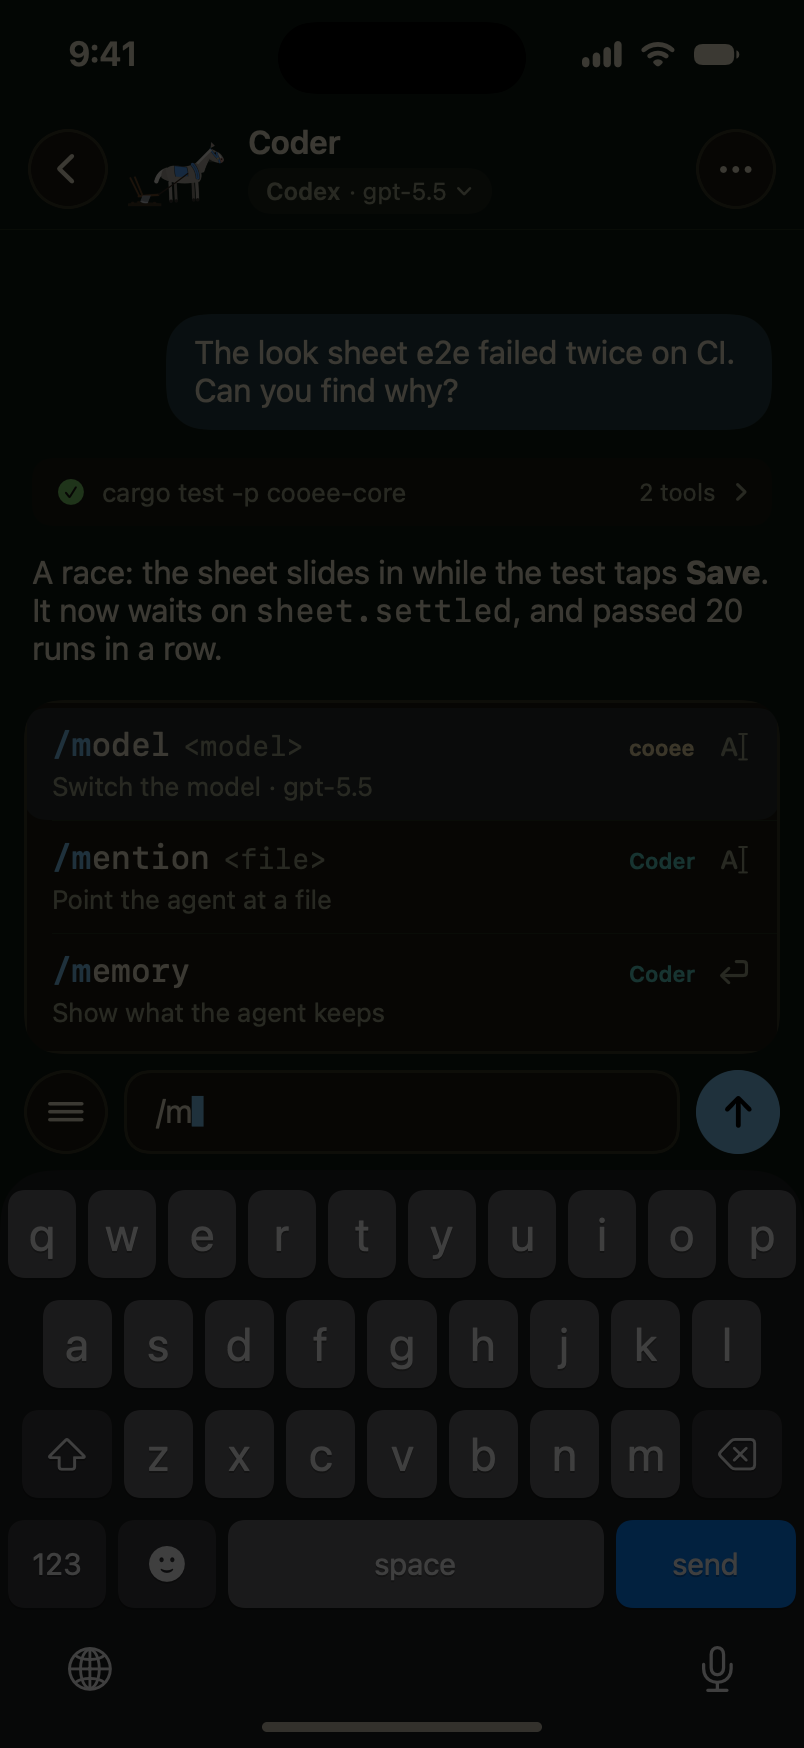 9:41
Coder
Codex · gpt-5.5
The look sheet e2e failed twice on CI.
Can you find why?
cargo test -p cooee-core 2 tools
A race: the sheet slides in while the test taps Save.
It now waits on sheet.settled, and passed 20
runs in a row.
/model <model> cooee A
Switch the model · gpt-5.5
/mention <file> Coder A
Point the agent at a file
/memory Coder
Show what the agent keeps
/m
q w e r t y u i o p
a s d f g h j k l
z x c v b n m
123 space send